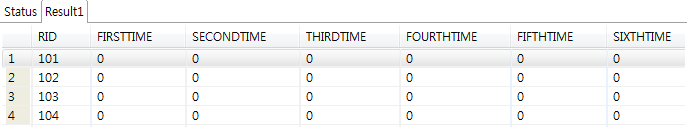 Status Result1
RID FIRSTTIME SECONDTIME THIRDTIME FOURTHTIME FIFTHTIME SIXTHTIME
1 101 0 0 0 0 0 0
2 102 0 0 0 0 0 0
3 103 0 0 0 0 0 0
4 104 0 0 0 0 0 0